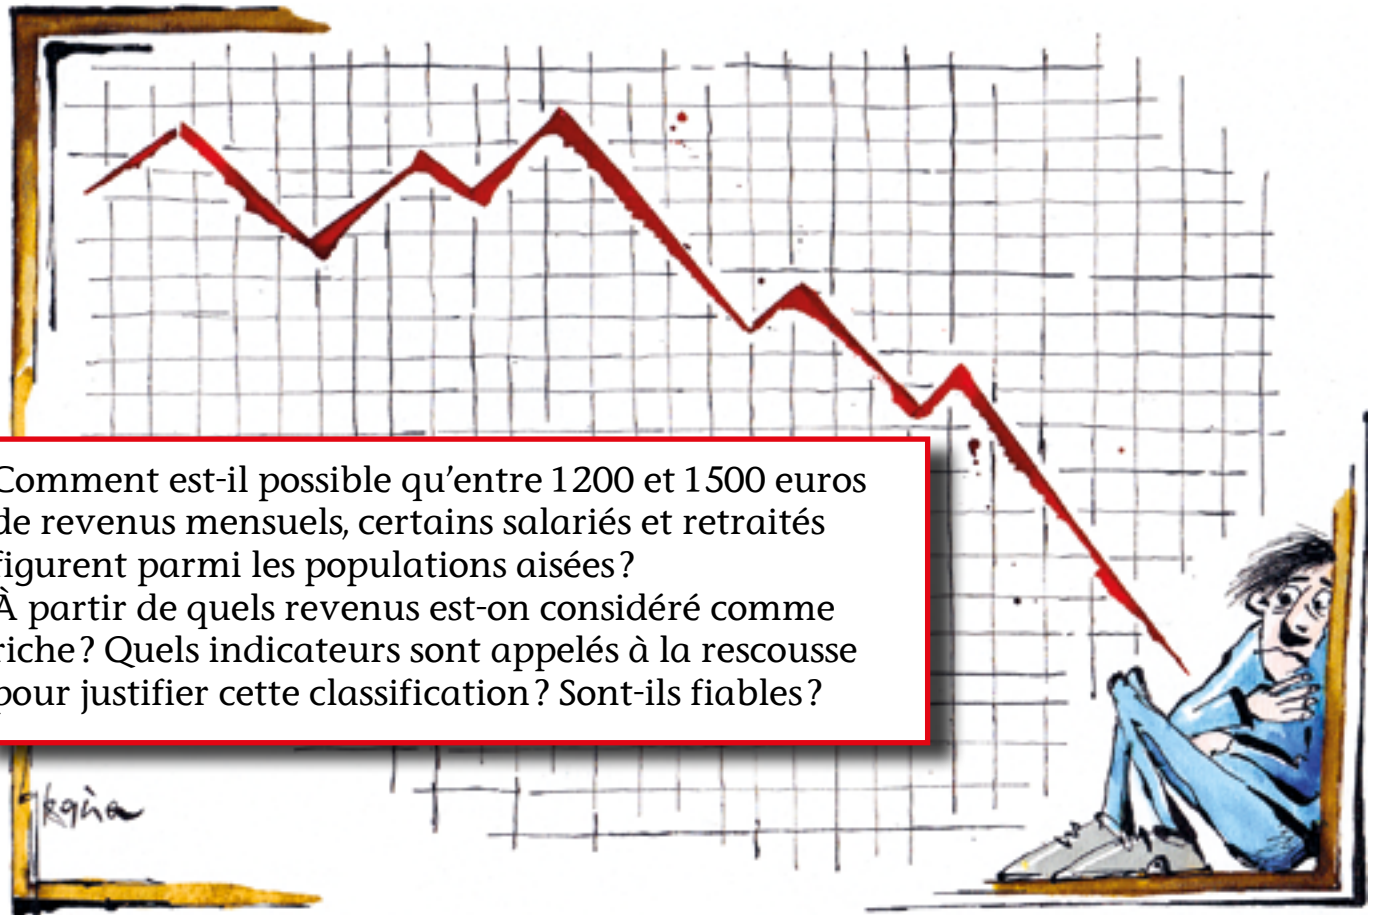 Comment est-il possible qu’entre 1200 et 1500 euros
de revenus mensuels, certains salariés et retraités
figurent parmi les populations aisées ?
À partir de quels revenus est-on considéré comme
riche ? Quels indicateurs sont appelés à la rescousse
pour justifier cette classification ? Sont-ils fiables ?